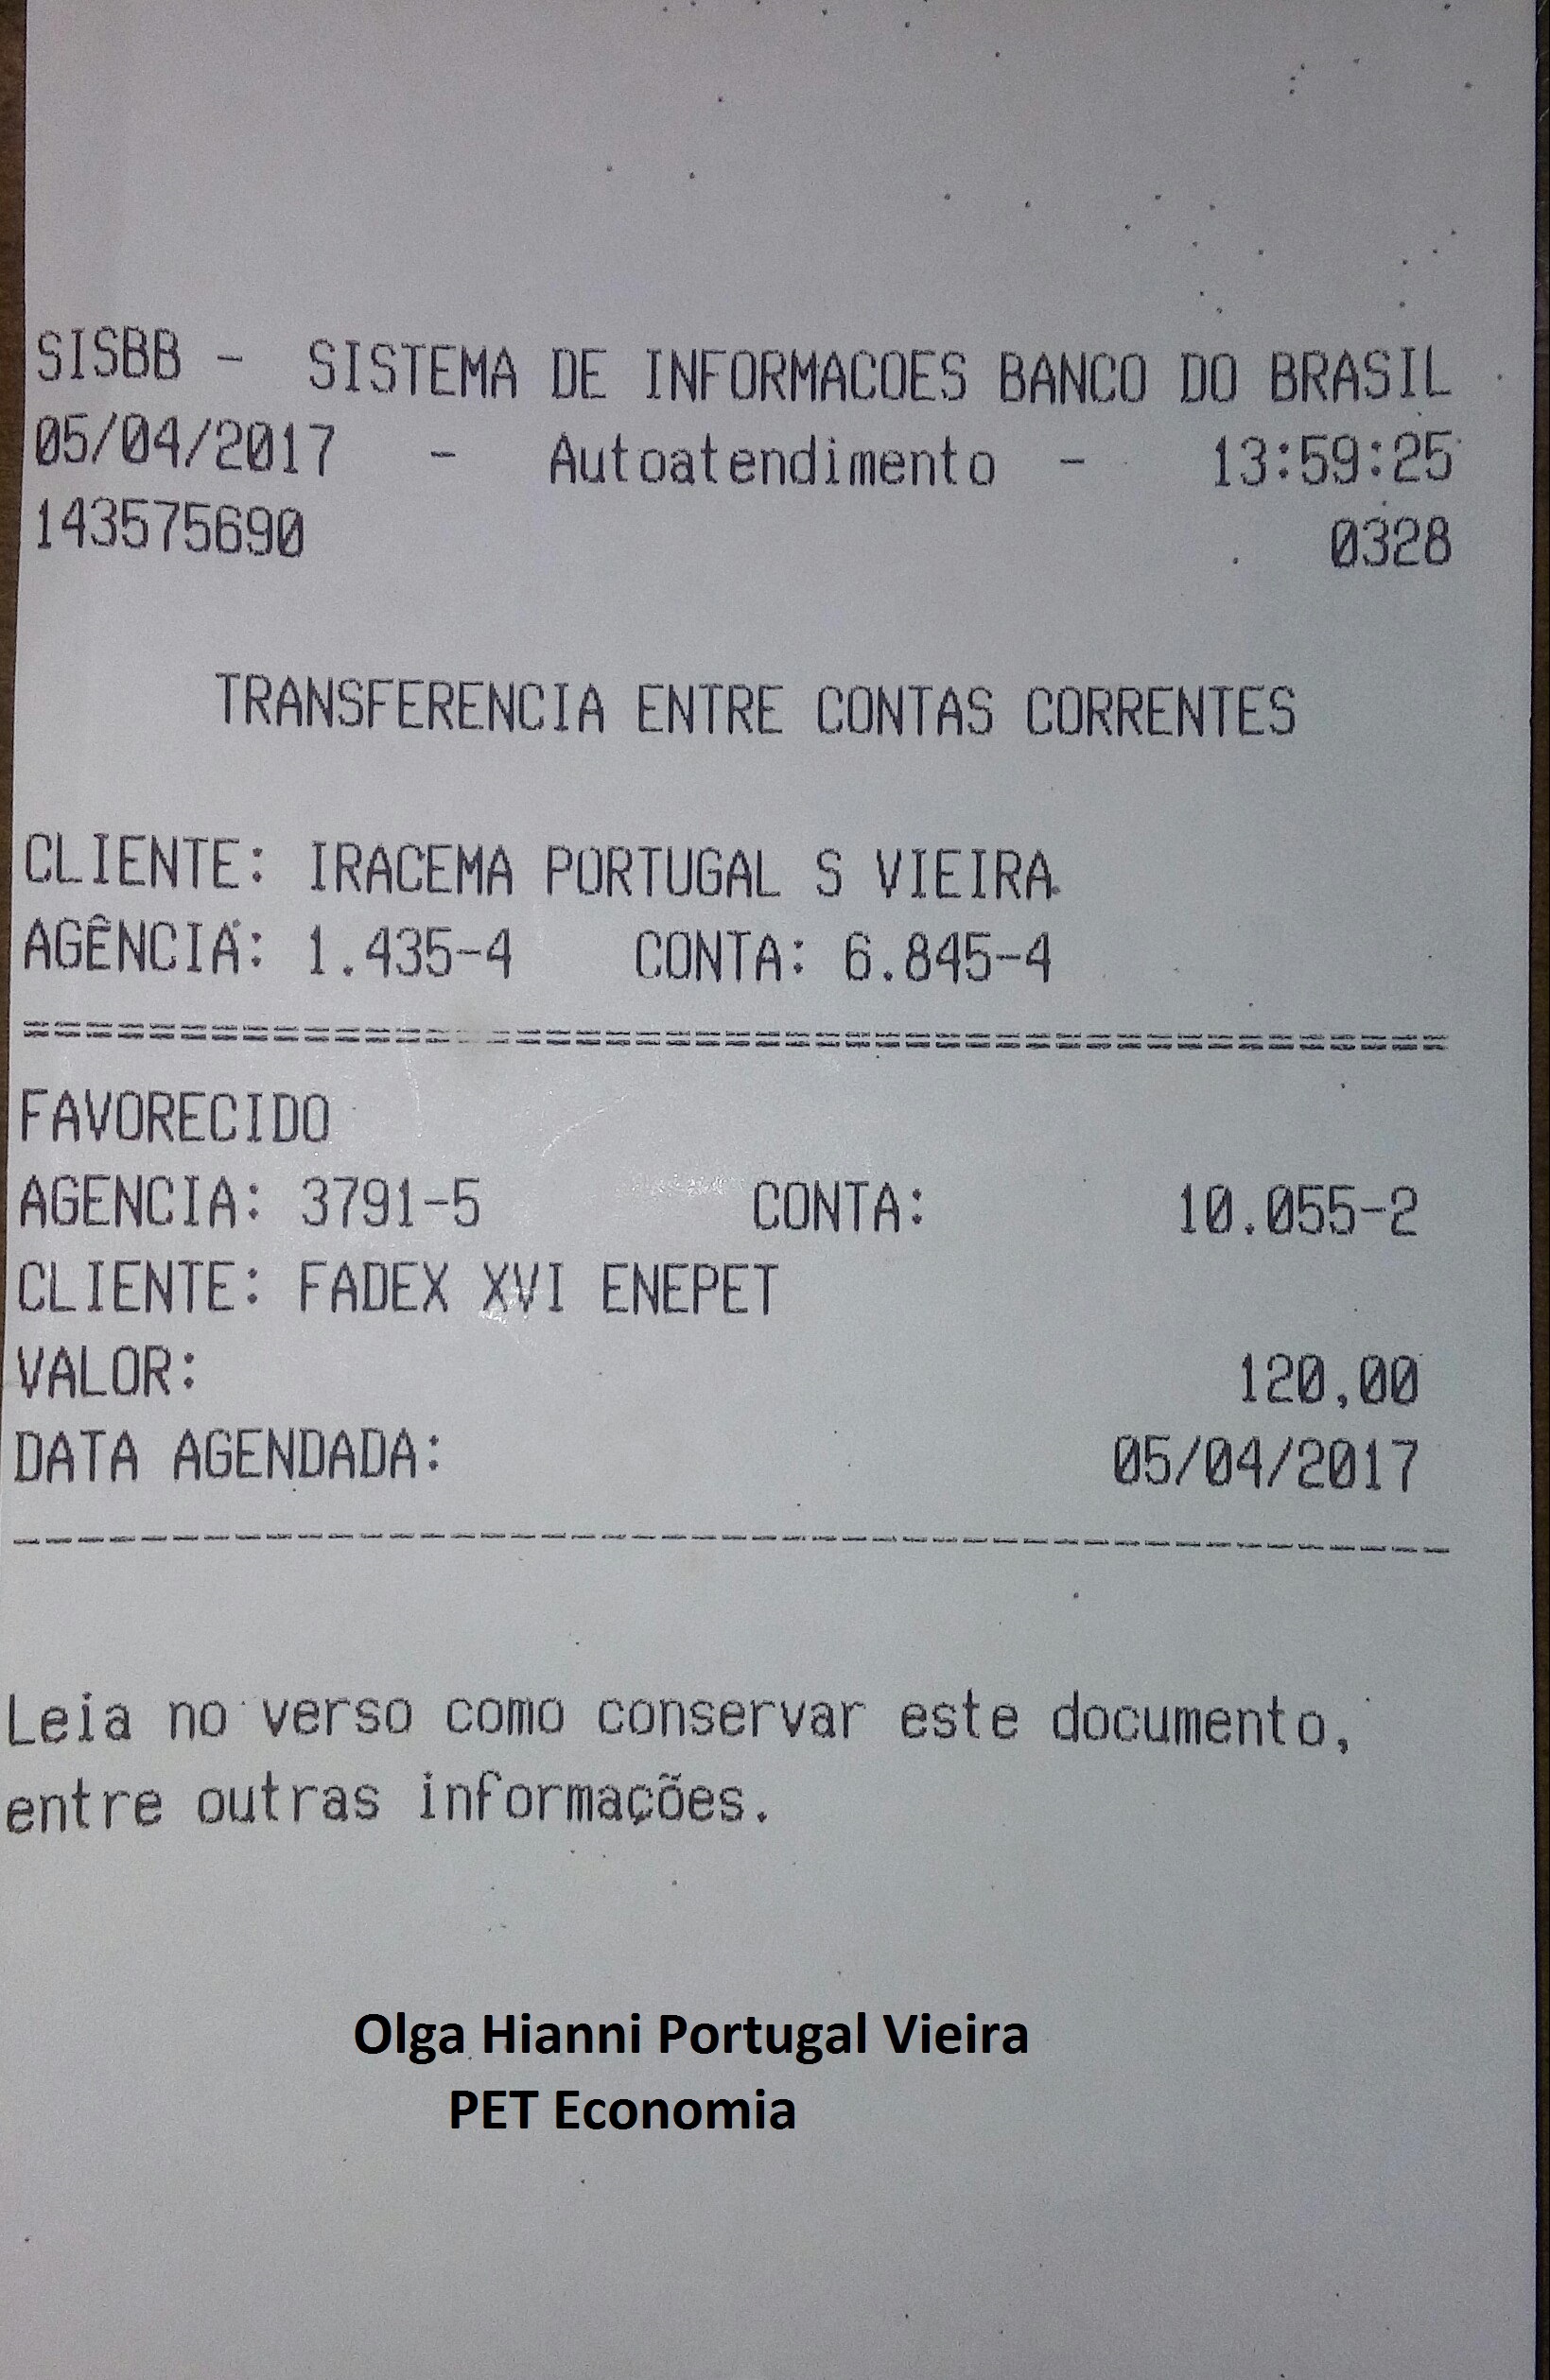 SISBB - SISTEMA DE INFORMACOES BANCO DO BRASIL
05/04/2017 - Autoatendimento - 13:59:25
143575690 0328
TRANSFERENCIA ENTRE CONTAS CORRENTES
CLIENTE: IRACEMA PORTUGAL S VIEIRA
AGÊNCIA: 1.435-4 CONTA: 6.845-4
================================================
FAVORECIDO
AGENCIA: 3791-5 CONTA: 10.055-2
CLIENTE: FADEX XVI ENEPET
VALOR: 120,00
DATA AGENDADA: 05/04/2017
------------------------------------------------
Leia no verso como conservar este documento,
entre outras informações.
Olga Hianni Portugal Vieira
PET Economia